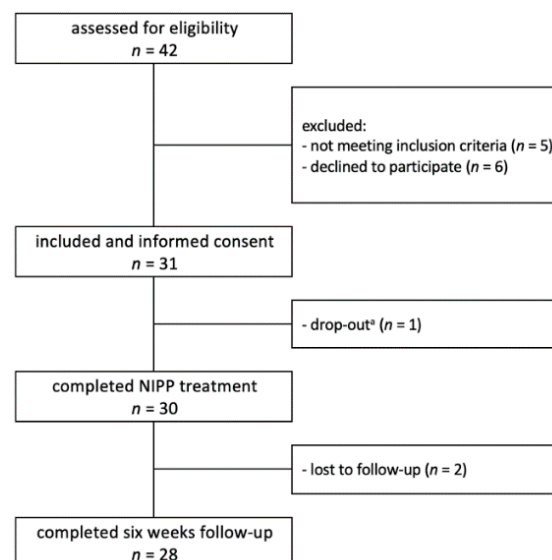 assessed for eligibility
n = 42
excluded:
- not meeting inclusion criteria (n = 5)
- declined to participate (n = 6)
included and informed consent
n = 31
- drop-outª (n = 1)
completed NIPP treatment
n = 30
- lost to follow-up (n = 2)
completed six weeks follow-up
n = 28